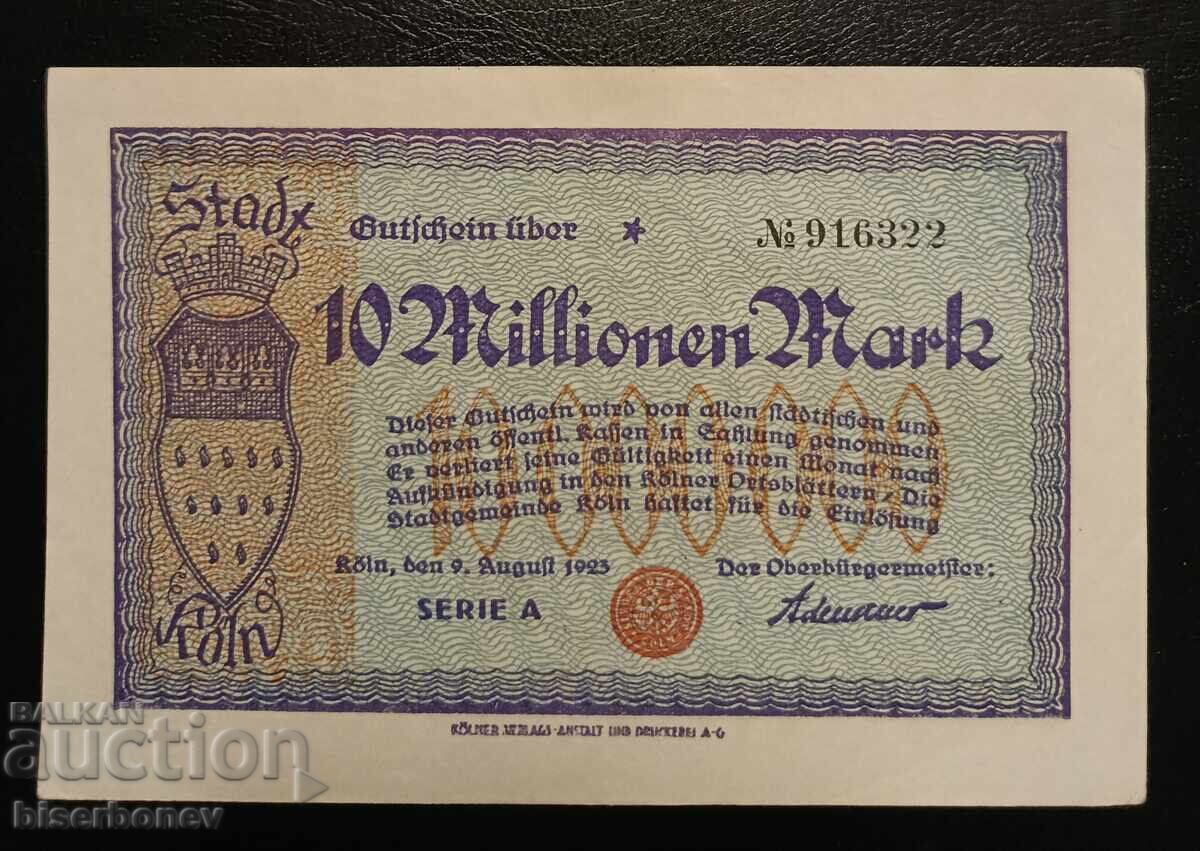 Stadt
Gutschein über * № 916322
10 Millionen Mark
10000000
Dieser Gutschein wird von allen städtischen und
anderen öffentl. Kassen in Zahlung genommen
Er verliert seine Gültigkeit einen Monat nach
Aufkündigung in den Kölner Ortsblättern / Die
Stadtgemeinde Köln haftet für die Einlösung
Köln, den 9. August 1923
Der Oberbürgermeister:
SERIE A
Adenauer
Köln
KÖLNER VERLAGS-ANSTALT UND DRUCKEREI A-G
BALKAN
auction
biserbonev